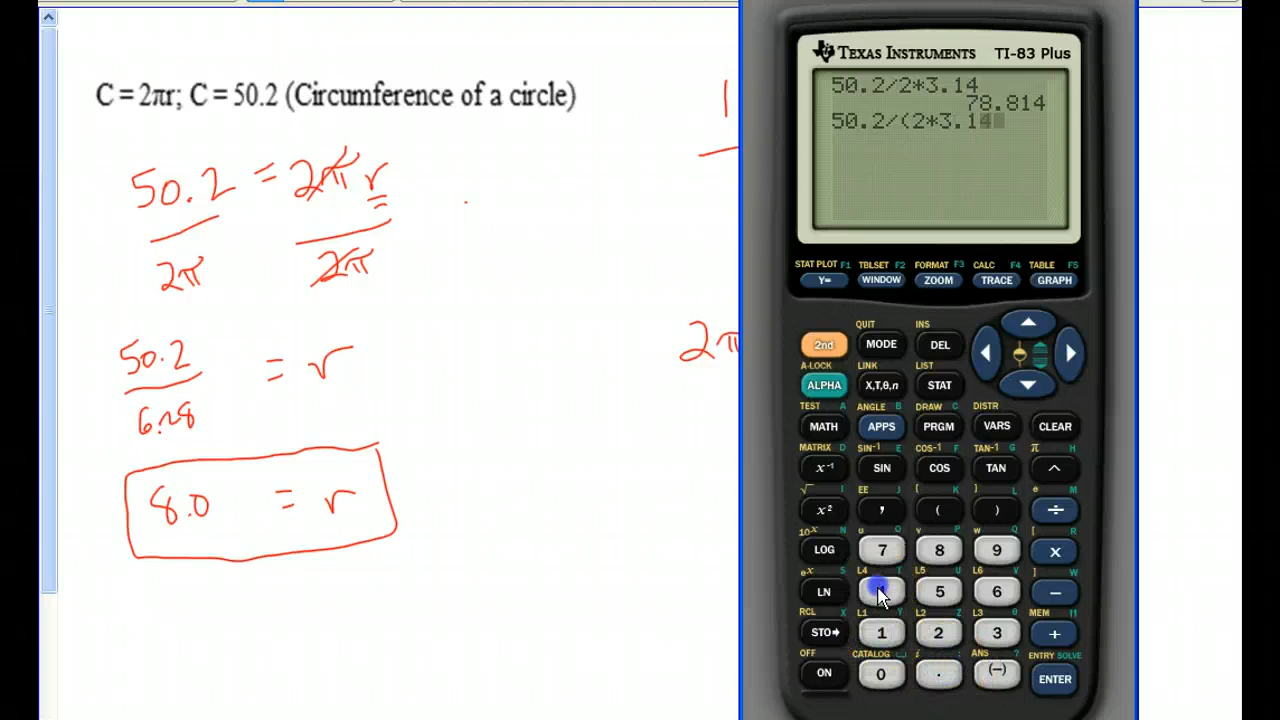 C = 2πr; C = 50.2 (Circumference of a circle)
50.2 = 2π r
2π 2π
50.2 = r
6.28
8.0 = r
1
2π
TEXAS INSTRUMENTS TI-83 Plus
50.2/2*3.14
78.814
50.2/(2*3.14
STAT PLOT F1 TBLSET F2 FORMAT F3 CALC F4 TABLE F5
Y= WINDOW ZOOM TRACE GRAPH
QUIT INS
2nd MODE DEL
A-LOCK LINK LIST
ALPHA X,T,θ,n STAT
TEST A ANGLE B DRAW C DISTR
MATH APPS PRGM VARS CLEAR
MATRIX D SIN⁻¹ E COS⁻¹ F TAN⁻¹ G π H
x⁻¹ SIN COS TAN ^
√ I EE J { K } L e M
x² , ( ) ÷
10ˣ N u O v P w Q [ R
LOG 7 8 9 x
eˣ S L4 T L5 U L6 V ] W
LN 5 6 −
RCL X L1 Y L2 Z L3 θ MEM "
STO➔ 1 2 3 +
OFF CATALOG i : ANS ? ENTRY SOLVE
ON 0 . (−) ENTER